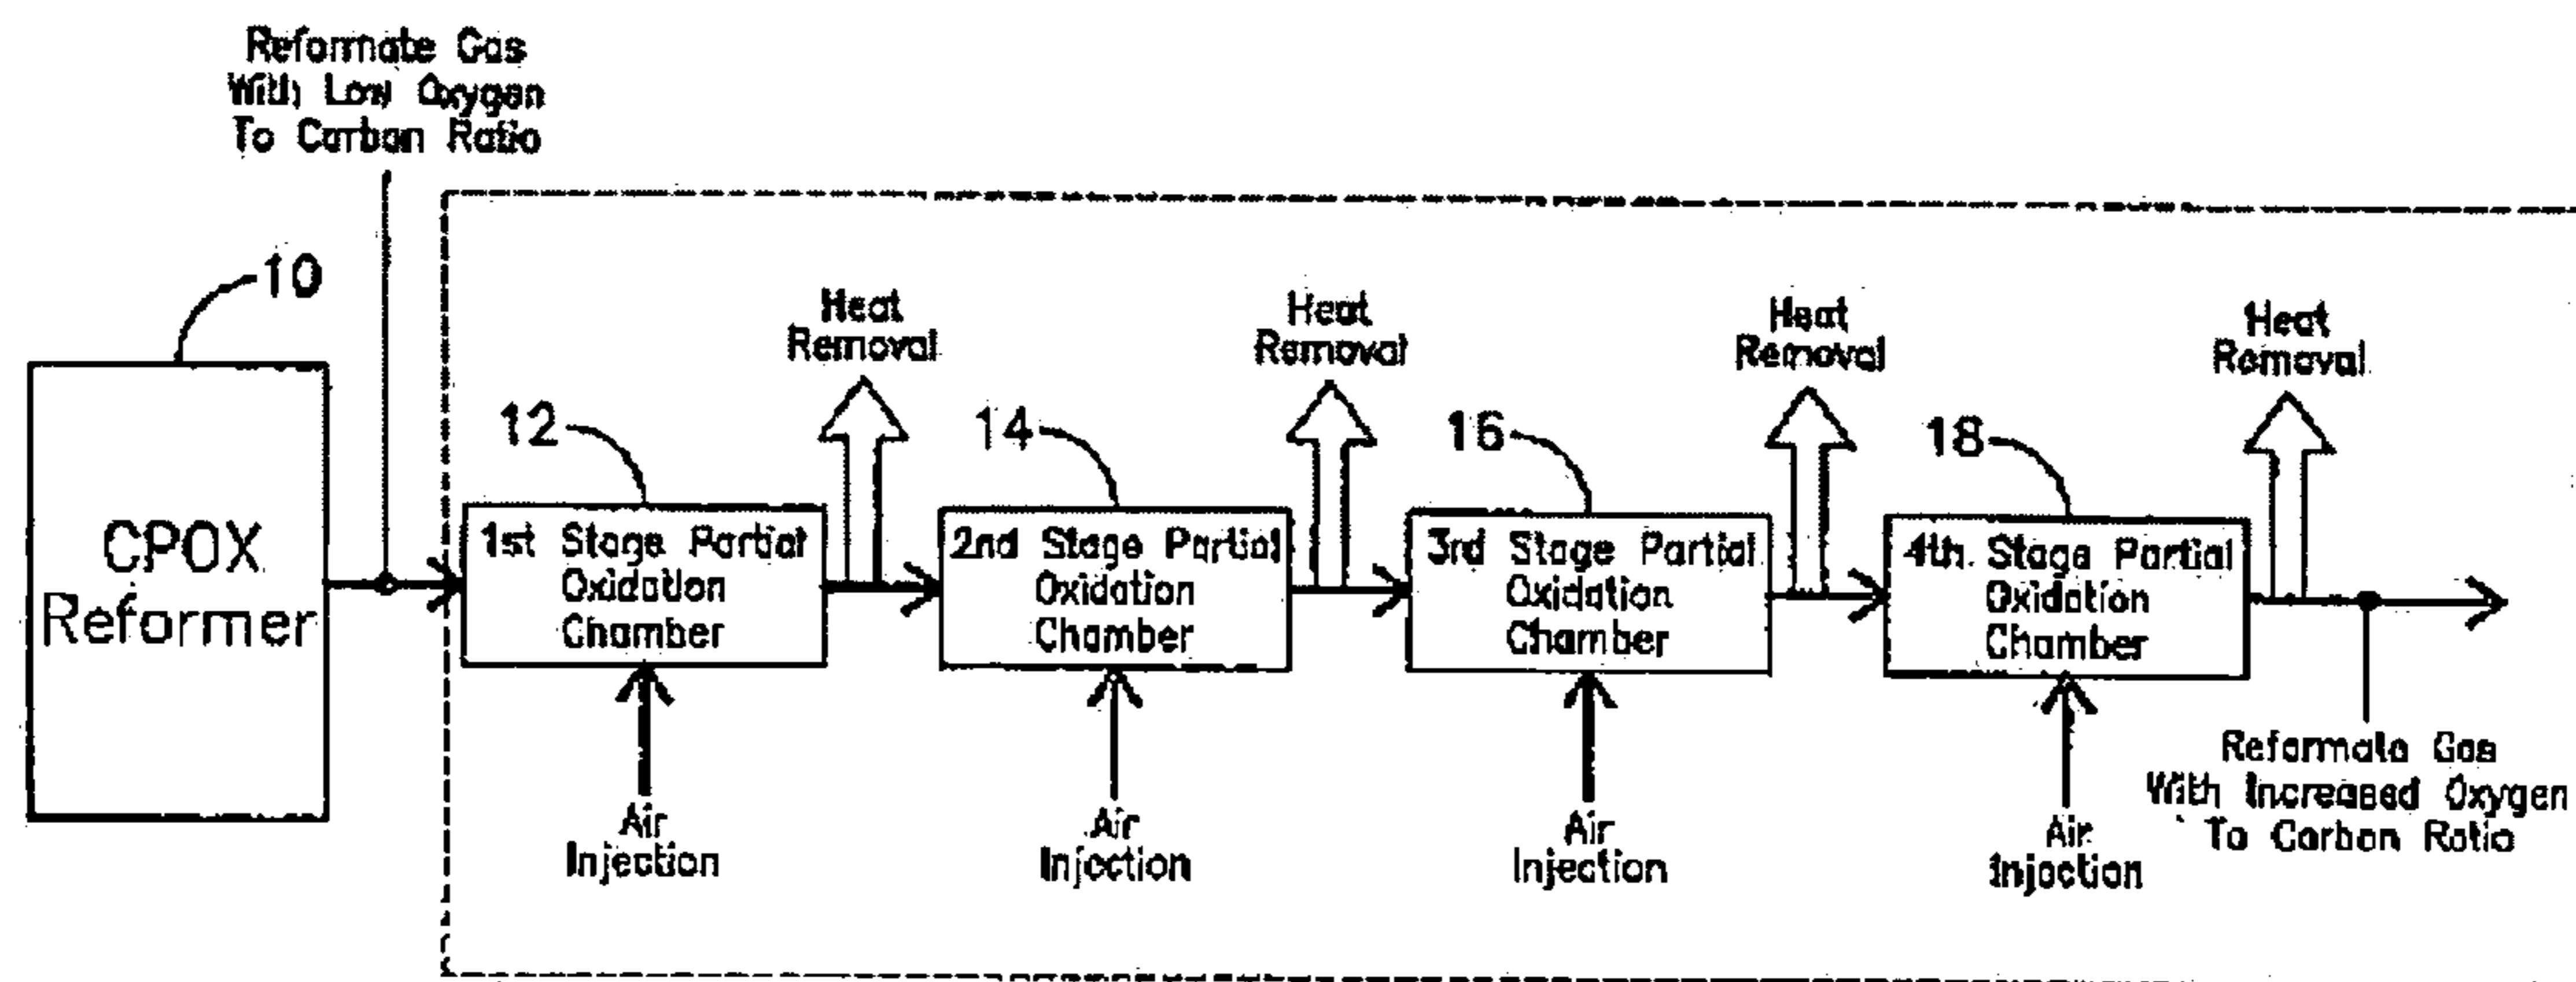 Reformate Gas
With Low Oxygen
To Carbon Ratio
10
CPOX
Reformer
Heat
Removal
Heat
Removal
Heat
Removal
Heat
Removal
12
14
16
18
1st Stage Partial
Oxidation
Chamber
2nd Stage Partial
Oxidation
Chamber
3rd Stage Partial
Oxidation
Chamber
4th Stage Partial
Oxidation
Chamber
Air
Injection
Air
Injection
Air
Injection
Air
Injection
Reformate Gas
With Increased Oxygen
To Carbon Ratio